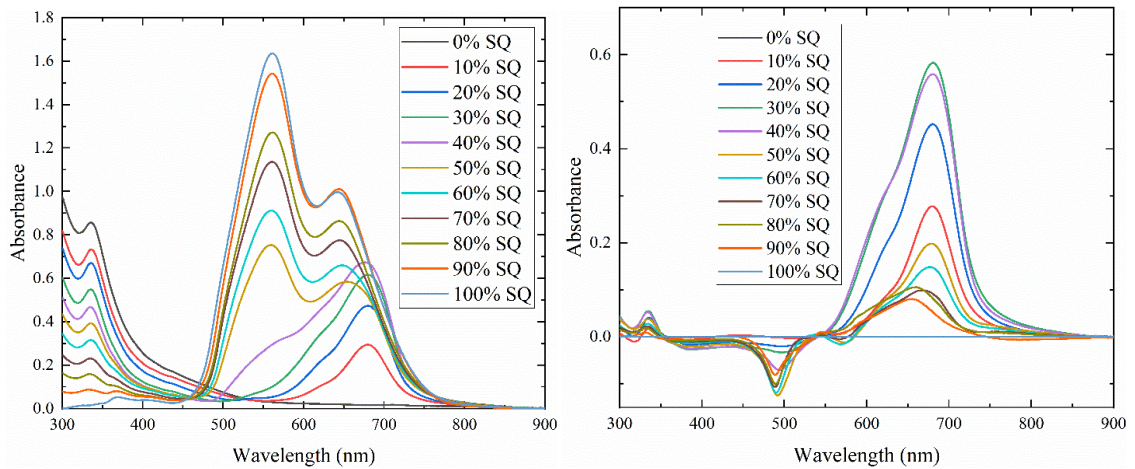 1.8
1.6
1.4
1.2
1.0
0.8
0.6
0.4
0.2
0.0
Absorbance
300 400 500 600 700 800 900
Wavelength (nm)
0% SQ
10% SQ
20% SQ
30% SQ
40% SQ
50% SQ
60% SQ
70% SQ
80% SQ
90% SQ
100% SQ
0.6
0.4
0.2
0.0
Absorbance
300 400 500 600 700 800 900
Wavelength (nm)
0% SQ
10% SQ
20% SQ
30% SQ
40% SQ
50% SQ
60% SQ
70% SQ
80% SQ
90% SQ
100% SQ